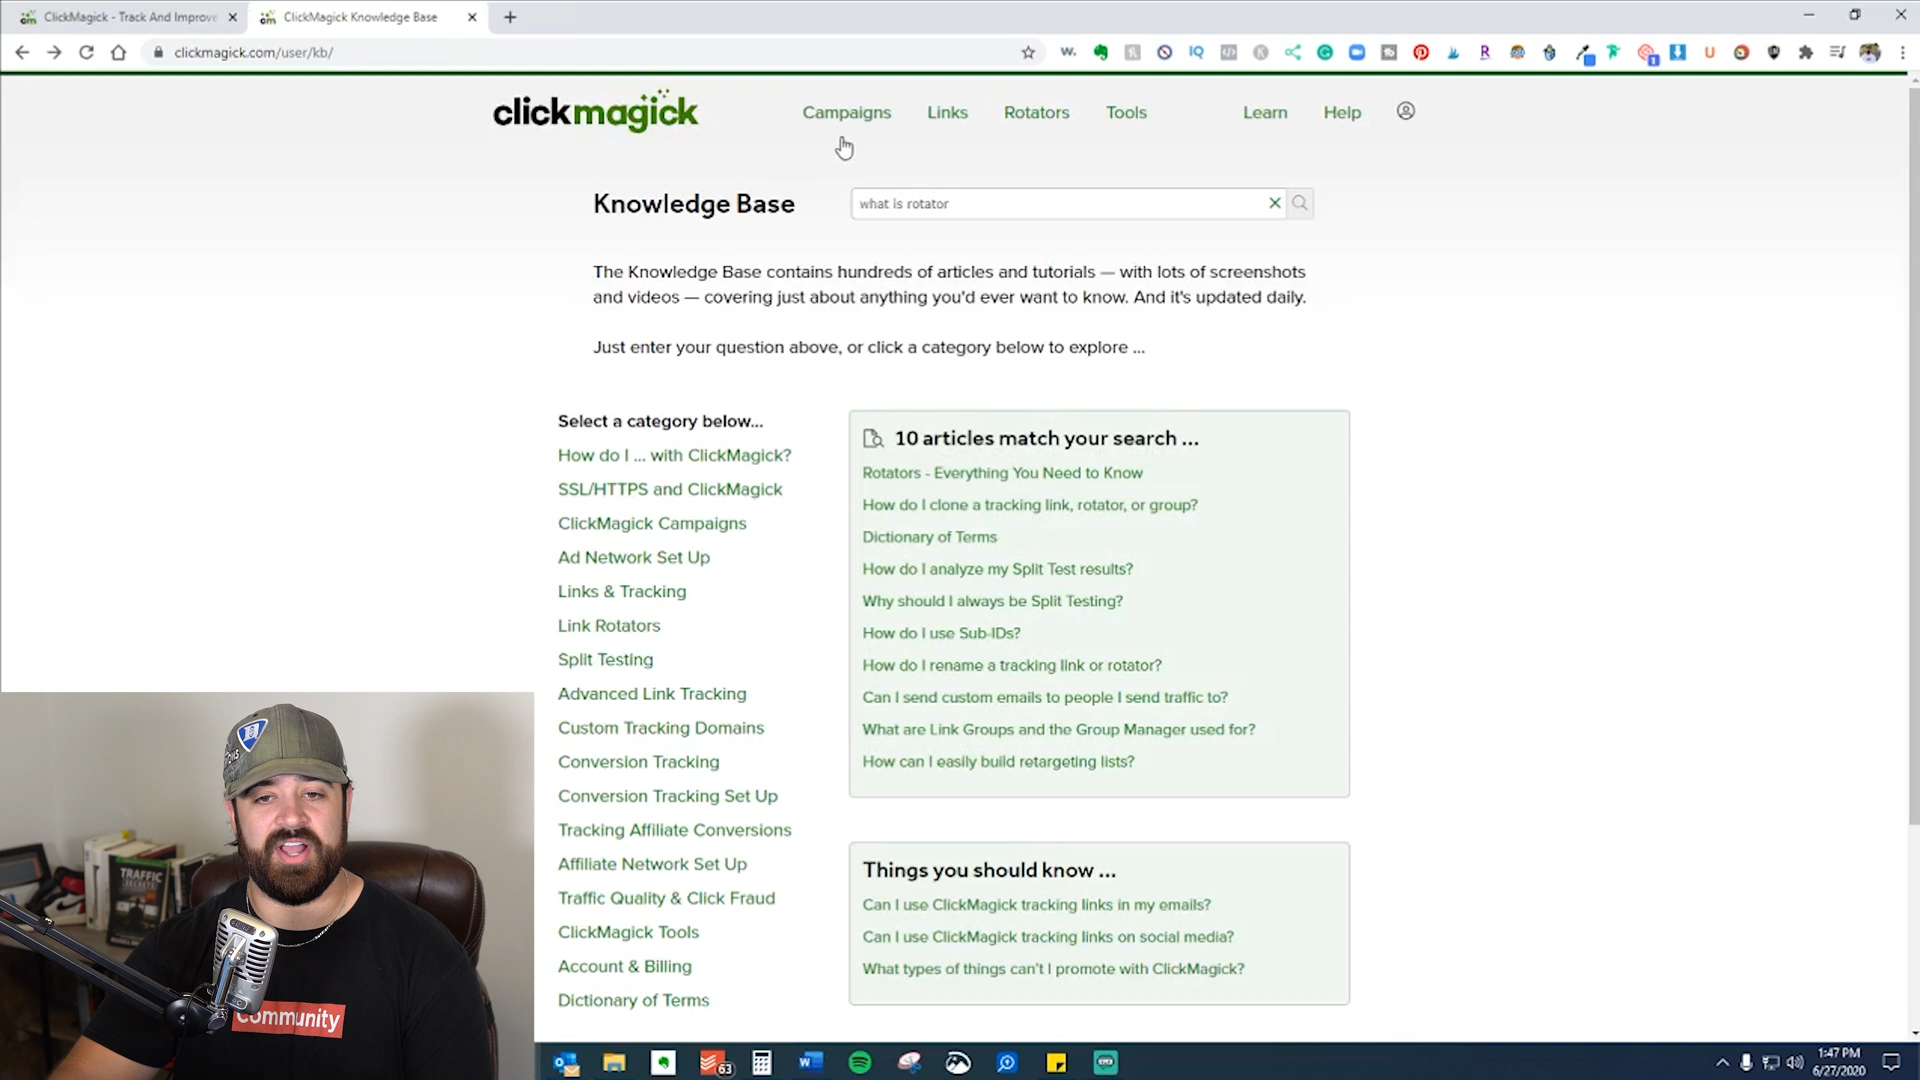 ClickMagick - Track And Improve
ClickMagick Knowledge Base
clickmagick.com/user/kb/
clickmagick
Campaigns
Links
Rotators
Tools
Learn
Help
Knowledge Base
what is rotator
The Knowledge Base contains hundreds of articles and tutorials — with lots of screenshots
and videos — covering just about anything you'd ever want to know. And it's updated daily.
Just enter your question above, or click a category below to explore ...
Select a category below...
How do I ... with ClickMagick?
SSL/HTTPS and ClickMagick
ClickMagick Campaigns
Ad Network Set Up
Links & Tracking
Link Rotators
Split Testing
Advanced Link Tracking
Custom Tracking Domains
Conversion Tracking
Conversion Tracking Set Up
Tracking Affiliate Conversions
Affiliate Network Set Up
Traffic Quality & Click Fraud
ClickMagick Tools
Account & Billing
Dictionary of Terms
10 articles match your search ...
Rotators - Everything You Need to Know
How do I clone a tracking link, rotator, or group?
Dictionary of Terms
How do I analyze my Split Test results?
Why should I always be Split Testing?
How do I use Sub-IDs?
How do I rename a tracking link or rotator?
Can I send custom emails to people I send traffic to?
What are Link Groups and the Group Manager used for?
How can I easily build retargeting lists?
Things you should know ...
Can I use ClickMagick tracking links in my emails?
Can I use ClickMagick tracking links on social media?
What types of things can't I promote with ClickMagick?
TRAFFIC
SECRETS
Community
63
1:47 PM
6/27/2020